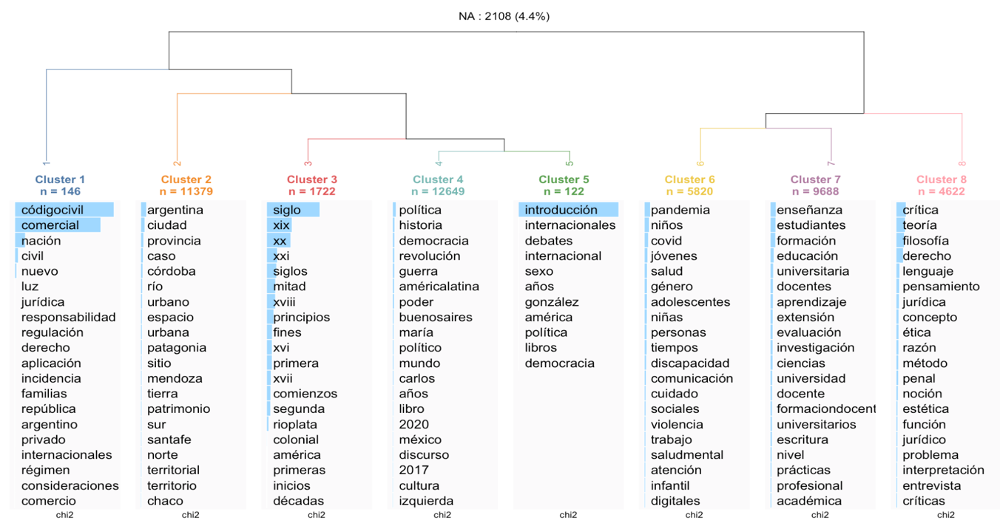 NA : 2108 (4.4%)
1
2
3
4
5
6
7
8
Cluster 1
n = 146
Cluster 2
n = 11379
Cluster 3
n = 1722
Cluster 4
n = 12649
Cluster 5
n = 122
Cluster 6
n = 5820
Cluster 7
n = 9688
Cluster 8
n = 4622
códigocivil
comercial
nación
civil
nuevo
luz
jurídica
responsabilidad
regulación
derecho
aplicación
incidencia
familias
república
argentino
privado
internacionales
régimen
consideraciones
comercio
chi2
argentina
ciudad
provincia
caso
córdoba
río
urbano
espacio
urbana
patagonia
sitio
mendoza
tierra
patrimonio
sur
santafe
norte
territorial
territorio
chaco
chi2
siglo
xix
xx
xxi
siglos
mitad
xviii
principios
fines
xvi
primera
xvii
comienzos
segunda
rioplata
colonial
américa
primeras
inicios
décadas
chi2
política
historia
democracia
revolución
guerra
américalatina
poder
buenosaires
maría
político
mundo
carlos
años
libro
2020
méxico
discurso
2017
cultura
izquierda
chi2
introducción
internacionales
debates
internacional
sexo
años
gonzález
américa
política
libros
democracia
chi2
pandemia
niños
covid
jóvenes
salud
género
adolescentes
niñas
personas
tiempos
discapacidad
comunicación
cuidado
sociales
violencia
trabajo
saludmental
atención
infantil
digitales
chi2
enseñanza
estudiantes
formación
educación
universitaria
docentes
aprendizaje
extensión
evaluación
investigación
ciencias
universidad
docente
formaciondocent
universitarios
escritura
nivel
prácticas
profesional
académica
chi2
crítica
teoría
filosofía
derecho
lenguaje
pensamiento
jurídica
concepto
ética
razón
método
penal
noción
estética
función
jurídico
problema
interpretación
entrevista
críticas
chi2